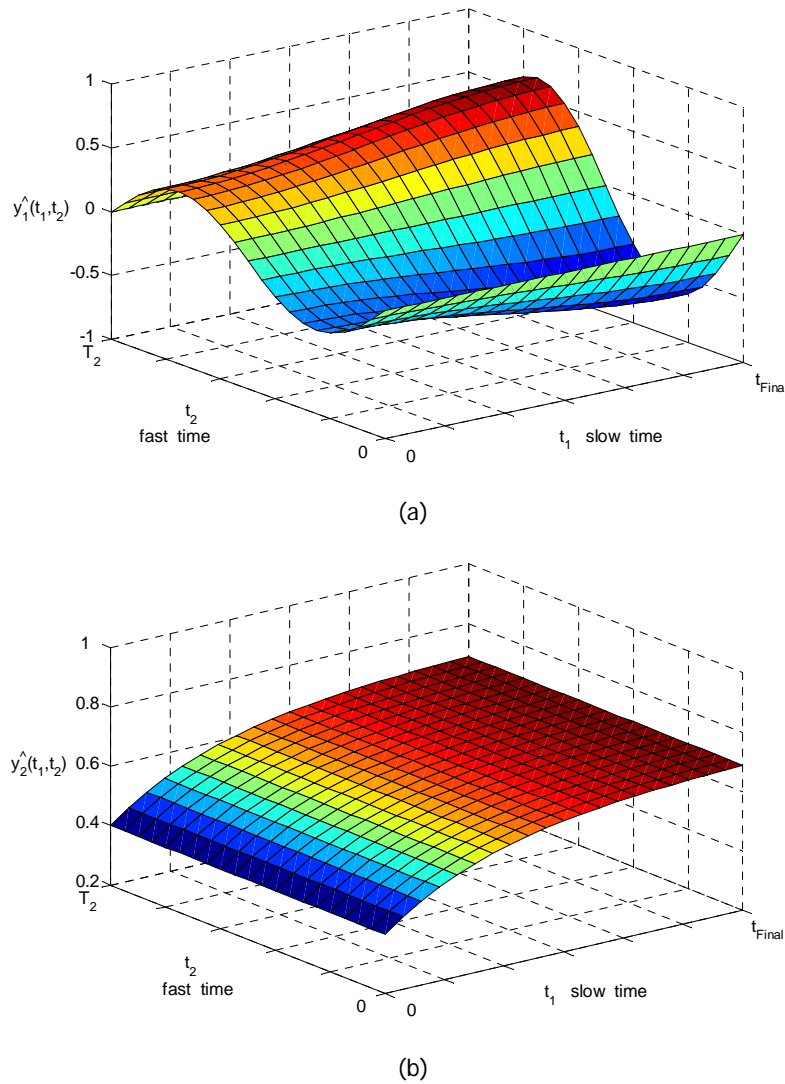 1
0.5
y₁^(t₁,t₂)
0
-0.5
-1
T₂
t₂
fast time
0
0
t₁ slow time
t_Fina
(a)
1
0.8
y₂^(t₁,t₂)
0.6
0.4
0.2
T₂
t₂
fast time
0
0
t₁ slow time
t_Final
(b)